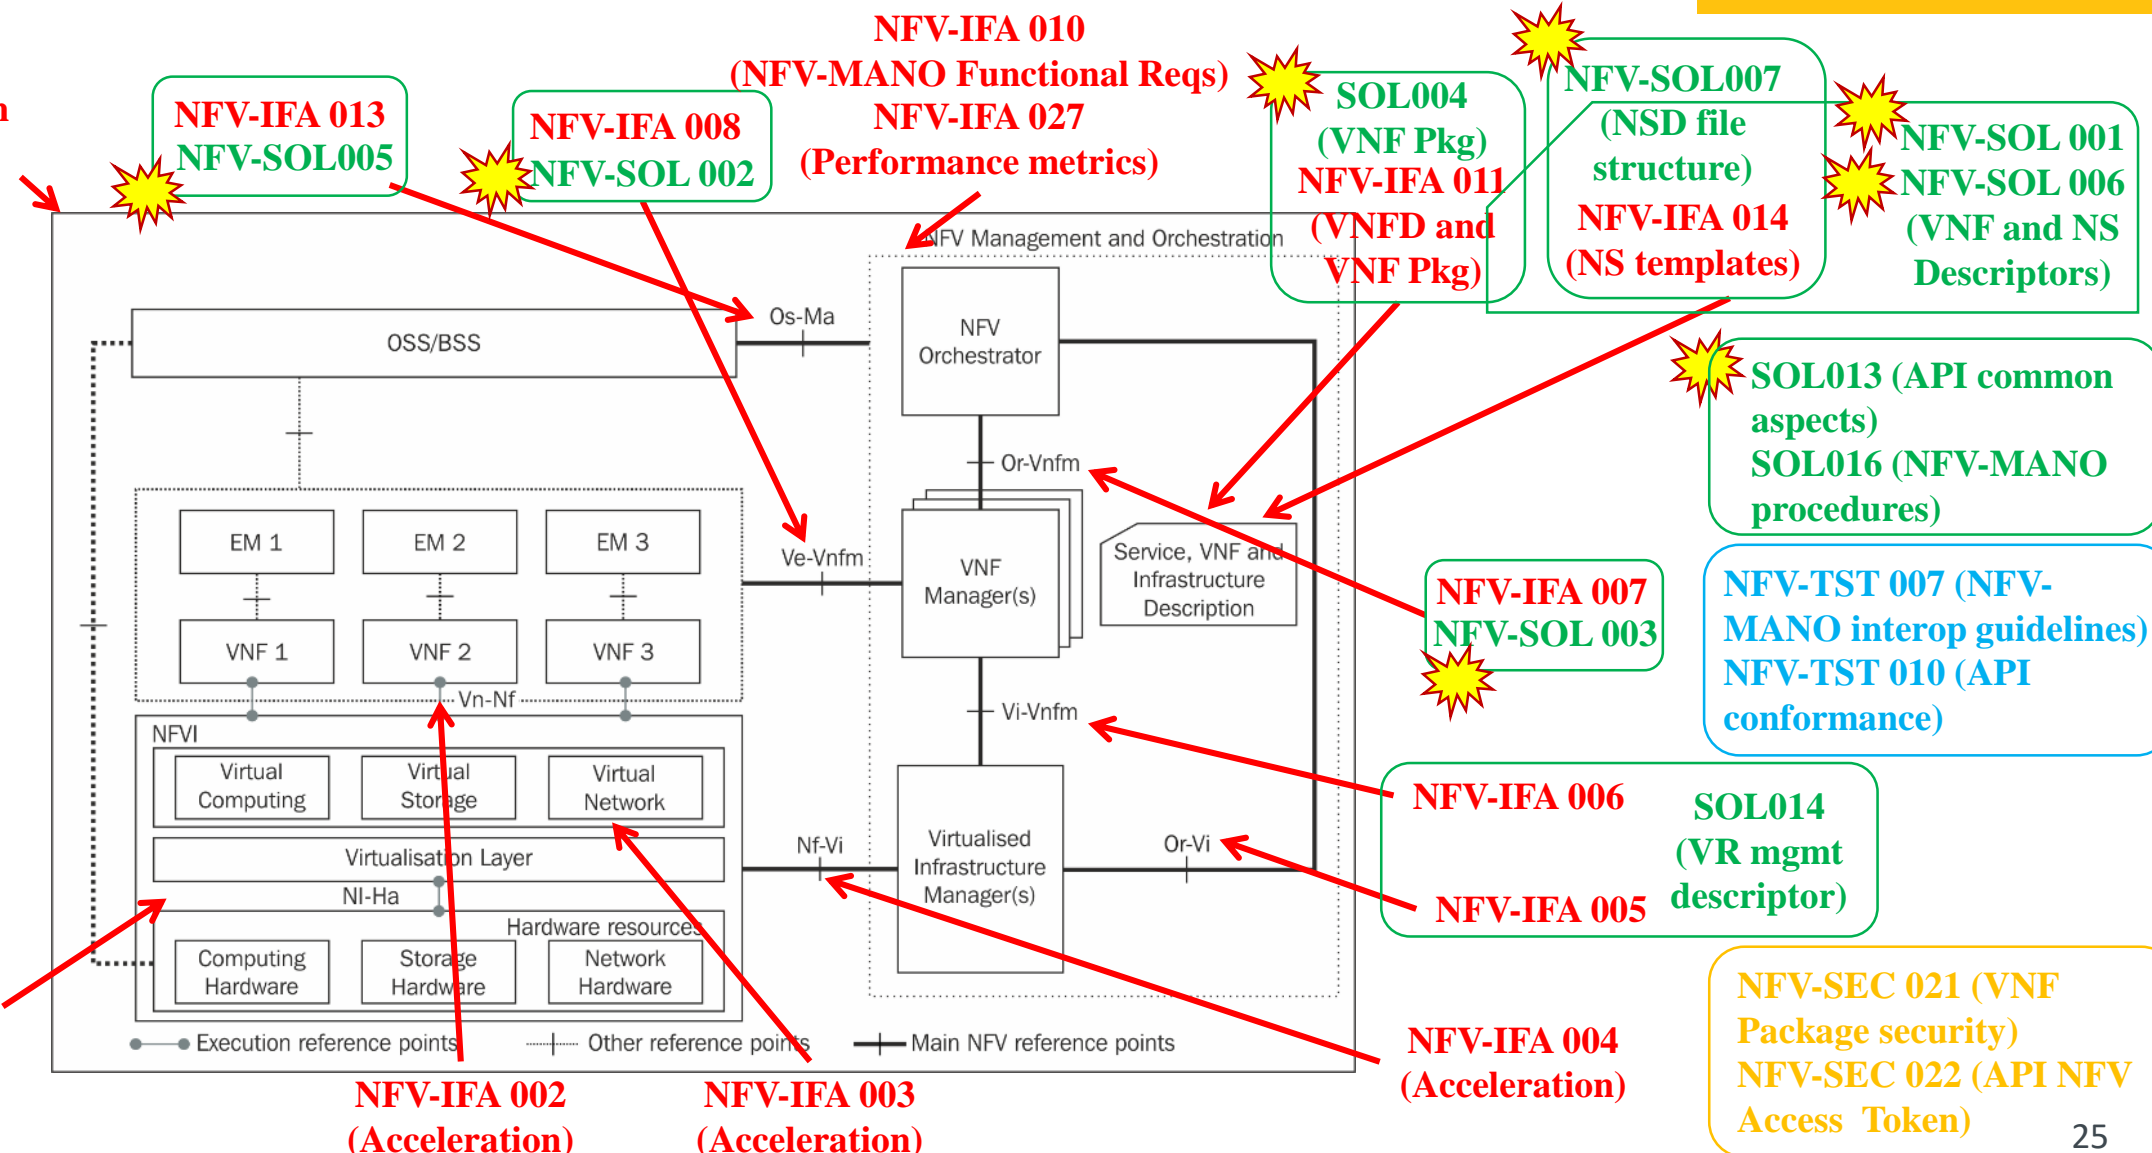 NFV-IFA 010
(NFV-MANO Functional Reqs)
NFV-IFA 027
(Performance metrics)
NFV-IFA 013
NFV-SOL005
NFV-IFA 008
NFV-SOL 002
SOL004
(VNF Pkg)
NFV-IFA 011
(VNFD and
VNF Pkg)
NFV-SOL007
(NSD file
structure)
NFV-IFA 014
(NS templates)
NFV-SOL 001
NFV-SOL 006
(VNF and NS
Descriptors)
NFV Management and Orchestration
OSS/BSS
Os-Ma
NFV
Orchestrator
Or-Vnfm
EM 1
EM 2
EM 3
Ve-Vnfm
VNF
Manager(s)
Service, VNF and
Infrastructure
Description
VNF 1
VNF 2
VNF 3
Vn-Nf
Vi-Vnfm
NFVI
Virtual
Computing
Virtual
Storage
Virtual
Network
Virtualisation Layer
Nf-Vi
Virtualised
Infrastructure
Manager(s)
Or-Vi
NI-Ha
Hardware resources
Computing
Hardware
Storage
Hardware
Network
Hardware
Execution reference points
Other reference points
Main NFV reference points
SOL013 (API common
aspects)
SOL016 (NFV-MANO
procedures)
NFV-IFA 007
NFV-SOL 003
NFV-TST 007 (NFV-
MANO interop guidelines)
NFV-TST 010 (API
conformance)
NFV-IFA 006
SOL014
(VR mgmt
descriptor)
NFV-IFA 005
NFV-SEC 021 (VNF
Package security)
NFV-SEC 022 (API NFV
Access Token)
NFV-IFA 004
(Acceleration)
NFV-IFA 002
(Acceleration)
NFV-IFA 003
(Acceleration)
25